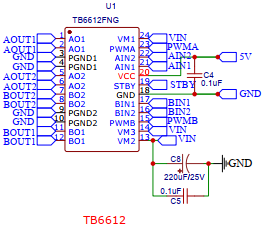 U1
TB6612FNG
AOUT1 1 AO1 VM1 24 VIN
AOUT1 2 AO1 PWMA 23 PWMA
GND 3 PGND1 AIN2 22 AIN2
GND 4 PGND1 AIN1 21 AIN1
AOUT2 5 AO2 VCC 20
AOUT2 6 AO2 STBY 19 STBY
BOUT2 7 BO2 GND 18
BOUT2 8 BO2 BIN1 17 BIN1
GND 9 PGND2 BIN2 16 BIN2
GND 10 PGND2 PWMB 15 PWMB
BOUT1 11 BO1 VM3 14 VIN
BOUT1 12 BO1 VM2 13 VIN
5V
C4
0.1uF
GND
C8
220uF/25V
GND
0.1uF
C5
TB6612